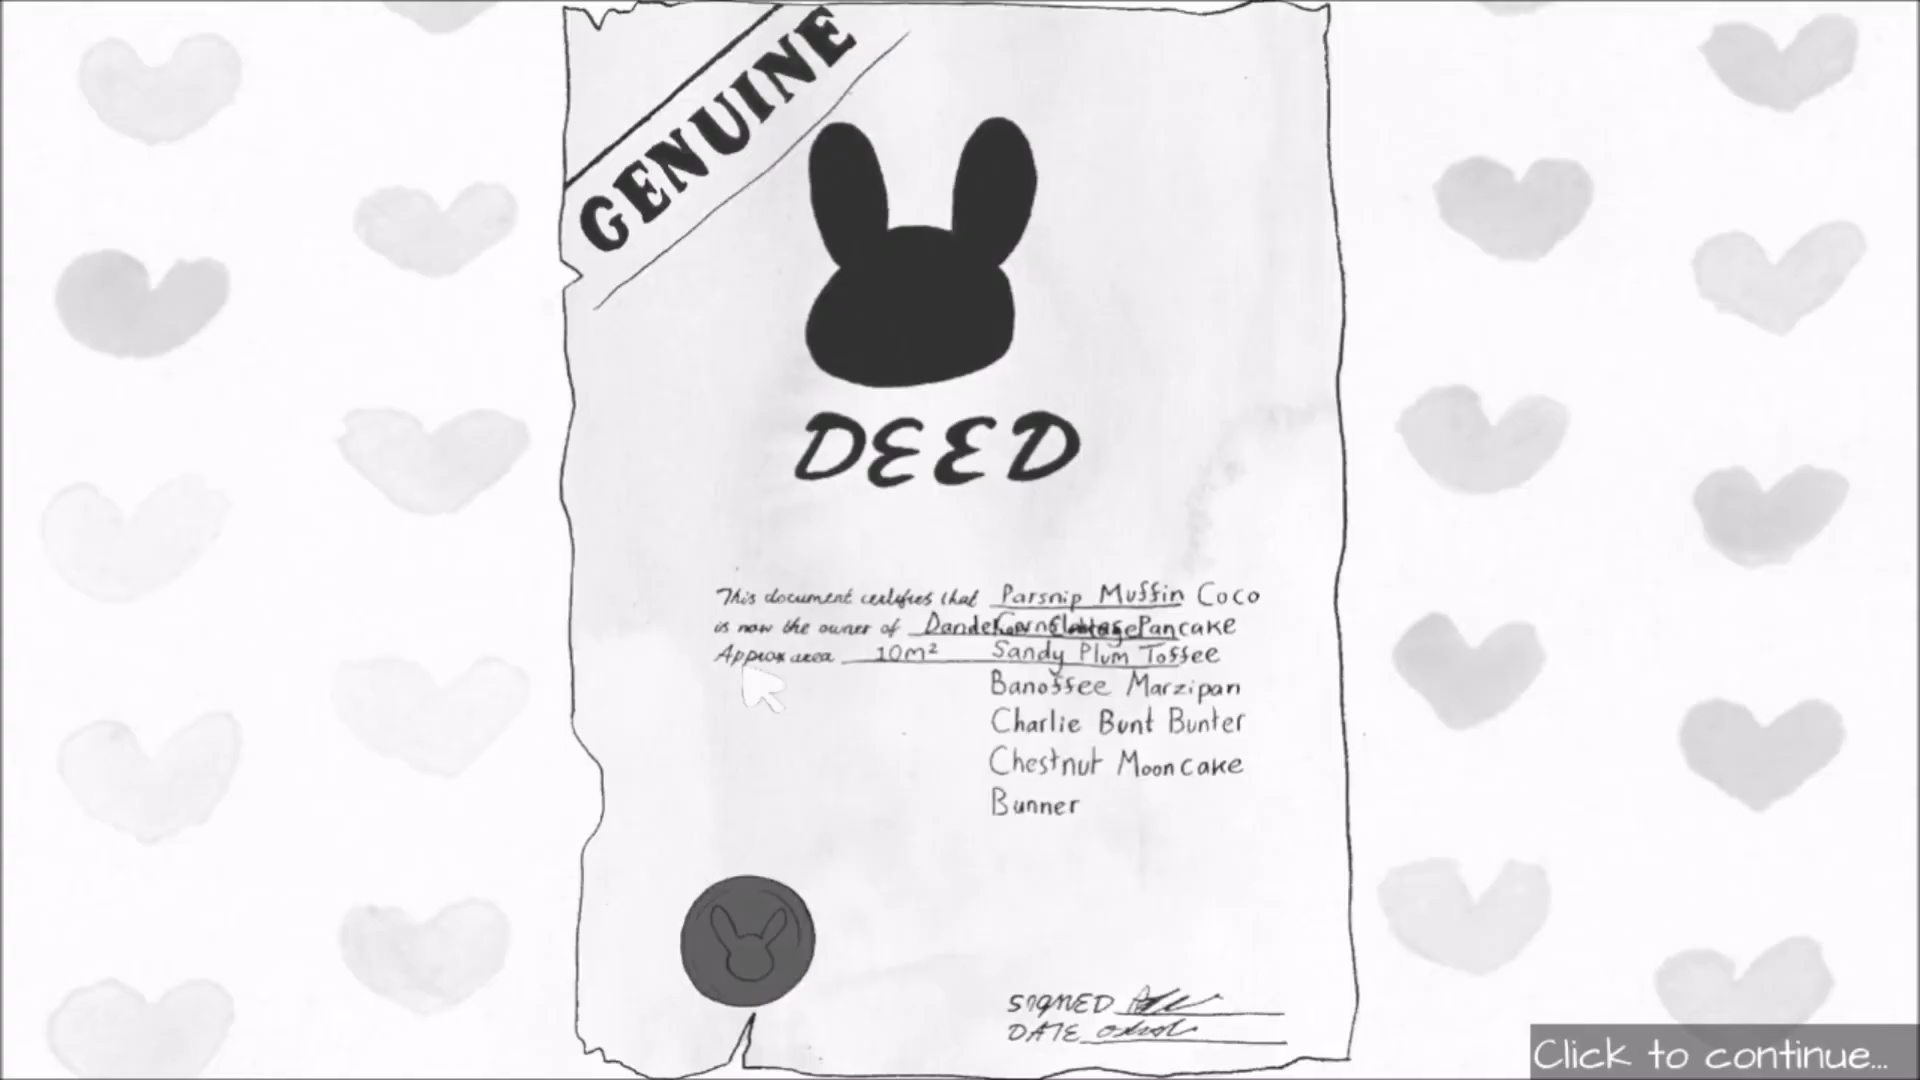 GENUINE
DEED
This document certifies that Parsnip Muffin Coco
is now the owner of Pancake
Approx area 10m² Sandy Plum Toffee
Banoffee Marzipan
Charlie Bunt Bunter
Chestnut Mooncake
Bunner
SIGNED
DATE
Click to continue...